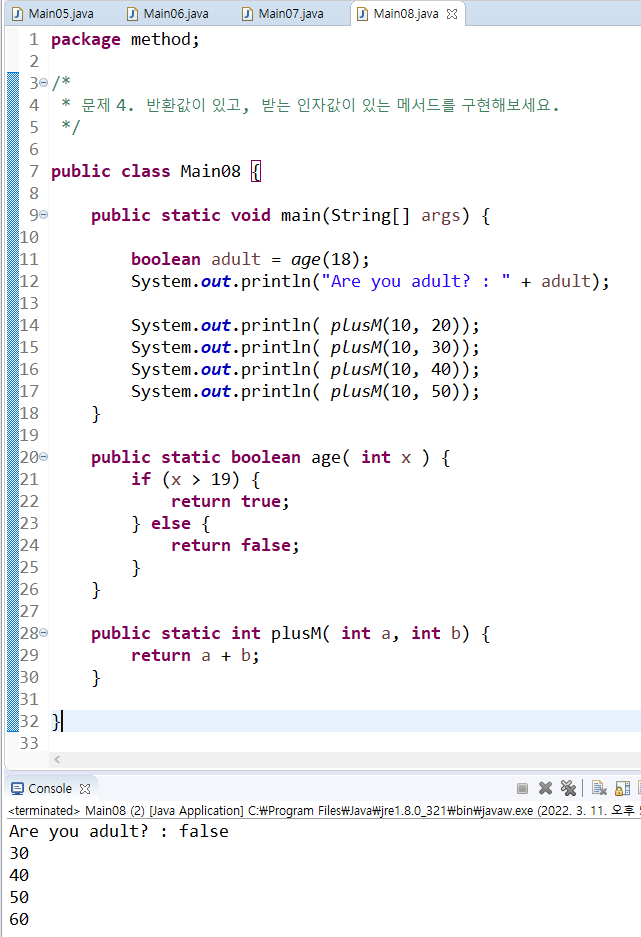 Main05.java Main06.java Main07.java Main08.java
1 package method;
2
3 /*
4  * 문제 4. 반환값이 있고, 받는 인자값이 있는 메서드를 구현해보세요.
5  */
6
7 public class Main08 {
8
9     public static void main(String[] args) {
10
11         boolean adult = age(18);
12         System.out.println("Are you adult? : " + adult);
13
14         System.out.println( plusM(10, 20));
15         System.out.println( plusM(10, 30));
16         System.out.println( plusM(10, 40));
17         System.out.println( plusM(10, 50));
18     }
19
20     public static boolean age( int x ) {
21         if (x > 19) {
22             return true;
23         } else {
24             return false;
25         }
26     }
27
28     public static int plusM( int a, int b) {
29         return a + b;
30     }
31
32 }
33
Console
<terminated> Main08 (2) [Java Application] C:₩Program Files₩Java₩jre1.8.0_321₩bin₩javaw.exe (2022. 3. 11. 오후
Are you adult? : false
30
40
50
60